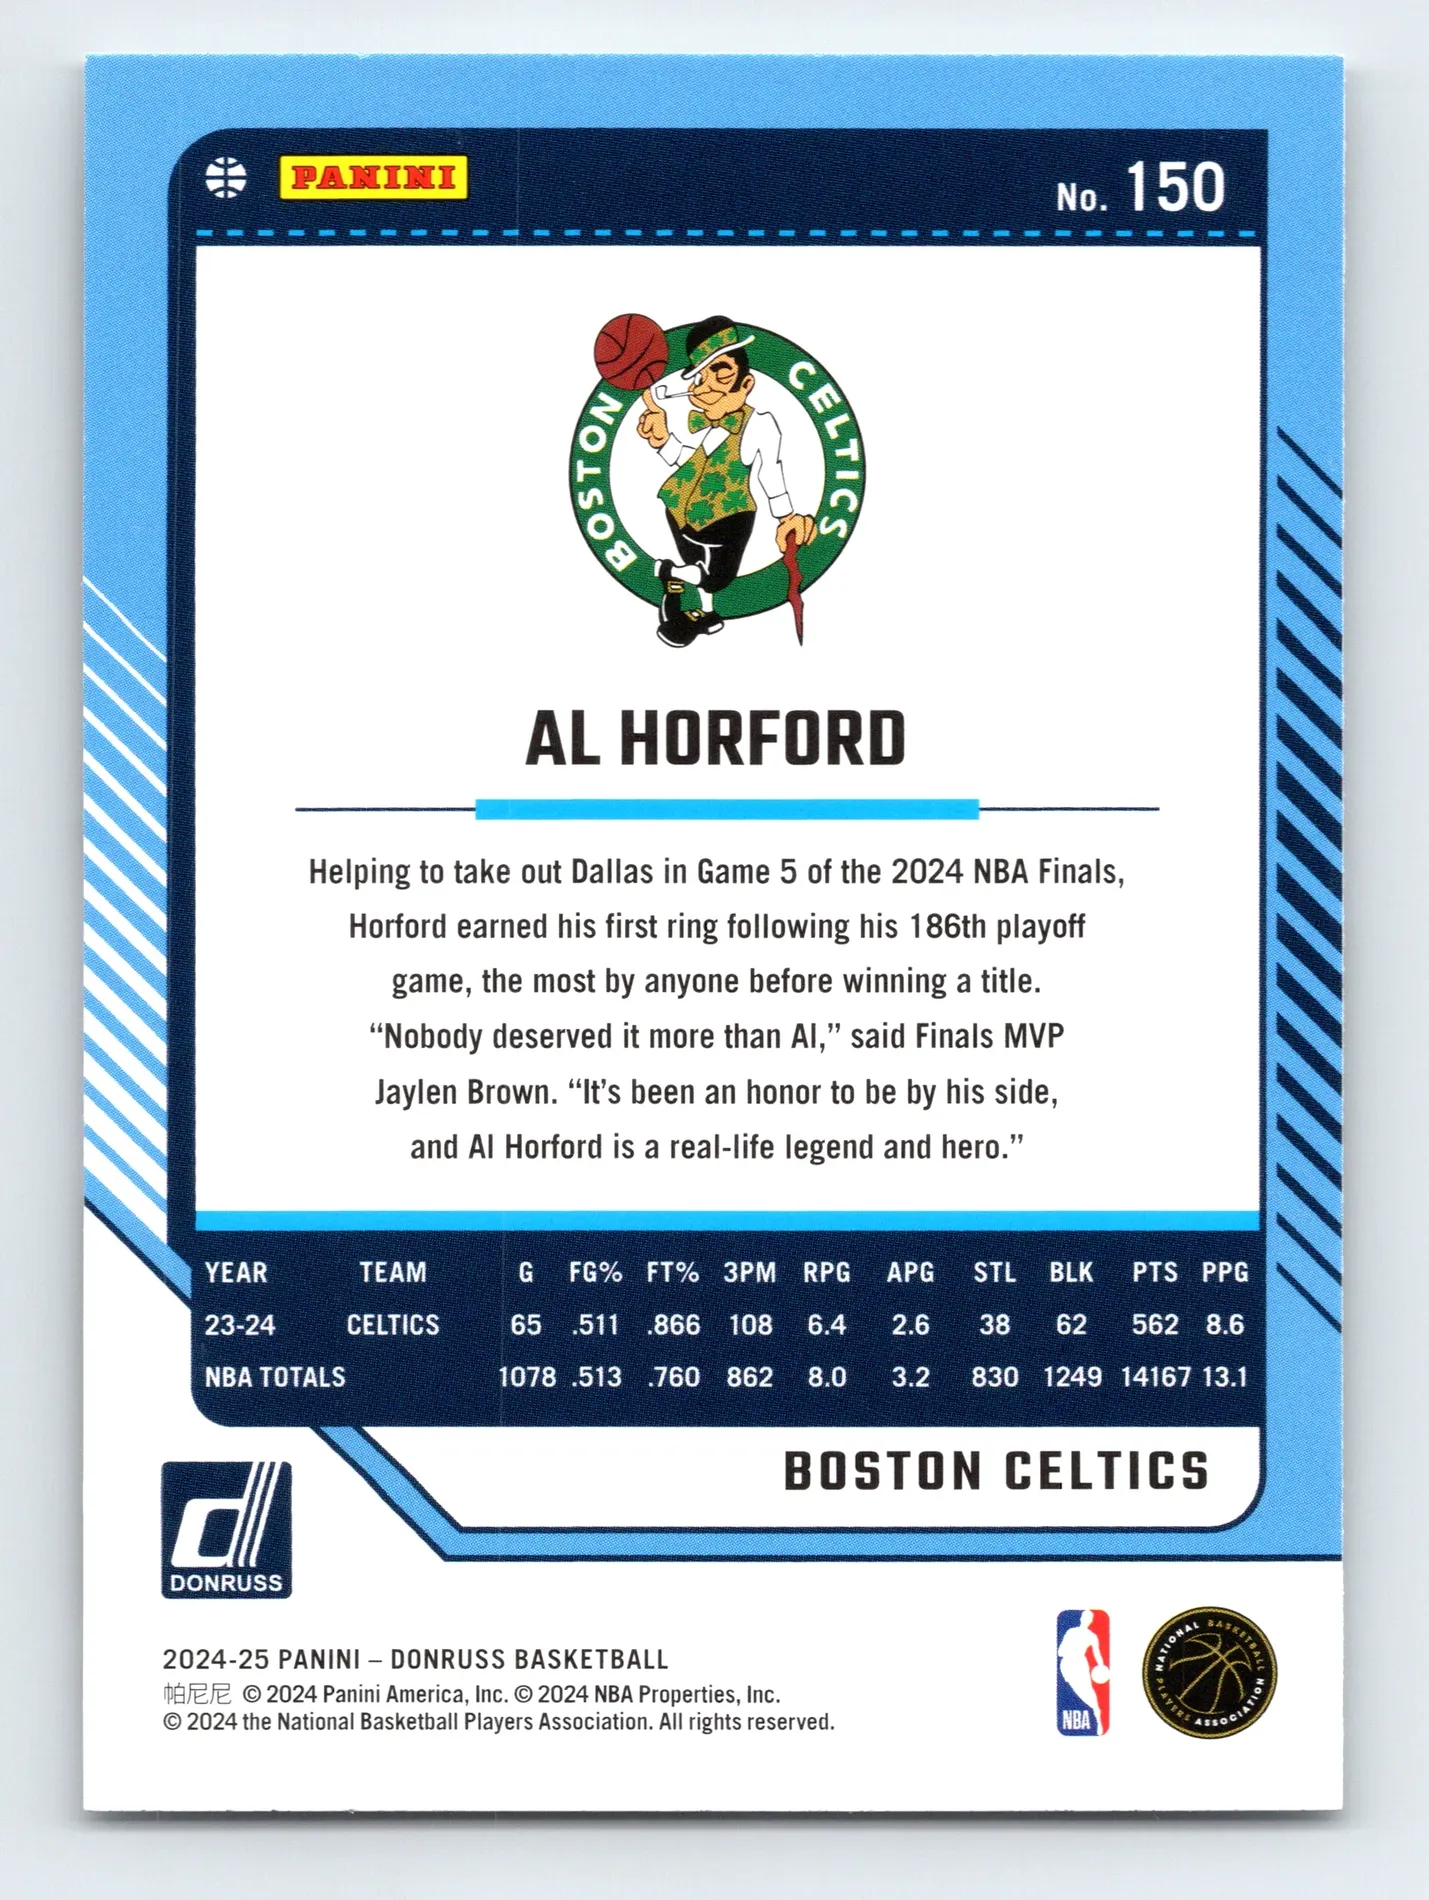 PANINI
No. 150
BOSTON CELTICS
AL HORFORD
Helping to take out Dallas in Game 5 of the 2024 NBA Finals,
Horford earned his first ring following his 186th playoff
game, the most by anyone before winning a title.
“Nobody deserved it more than Al,” said Finals MVP
Jaylen Brown. “It’s been an honor to be by his side,
and Al Horford is a real-life legend and hero.”
YEAR TEAM G FG% FT% 3PM RPG APG STL BLK PTS PPG
23-24 CELTICS 65 .511 .866 108 6.4 2.6 38 62 562 8.6
NBA TOTALS 1078 .513 .760 862 8.0 3.2 830 1249 14167 13.1
BOSTON CELTICS
d
DONRUSS
2024-25 PANINI – DONRUSS BASKETBALL
帕尼尼 © 2024 Panini America, Inc. © 2024 NBA Properties, Inc.
© 2024 the National Basketball Players Association. All rights reserved.
NBA
NATIONAL BASKETBALL PLAYERS ASSOCIATION